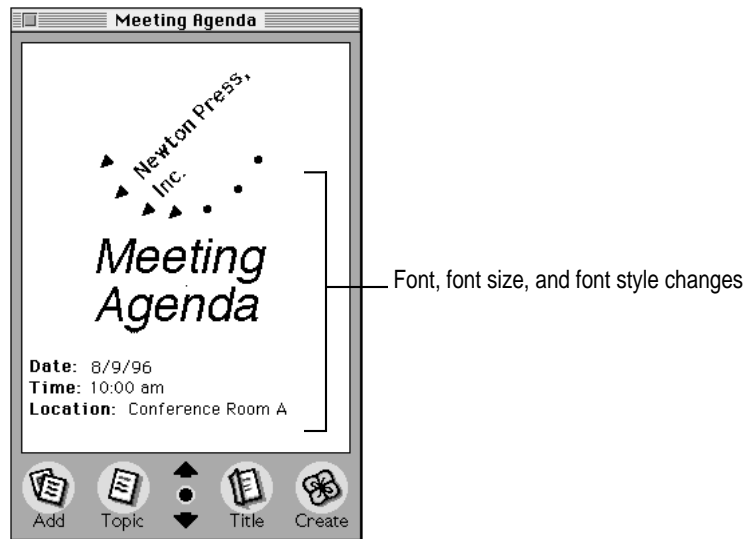 Meeting Agenda
Newton Press,
Inc.
Meeting
Agenda
Font, font size, and font style changes
Date: 8/9/96
Time: 10:00 am
Location: Conference Room A
Add Topic Title Create